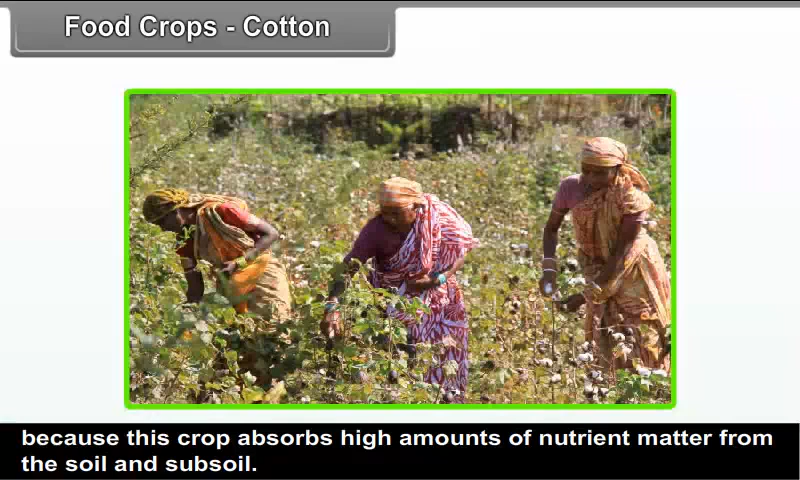 Food Crops - Cotton
because this crop absorbs high amounts of nutrient matter from
the soil and subsoil.